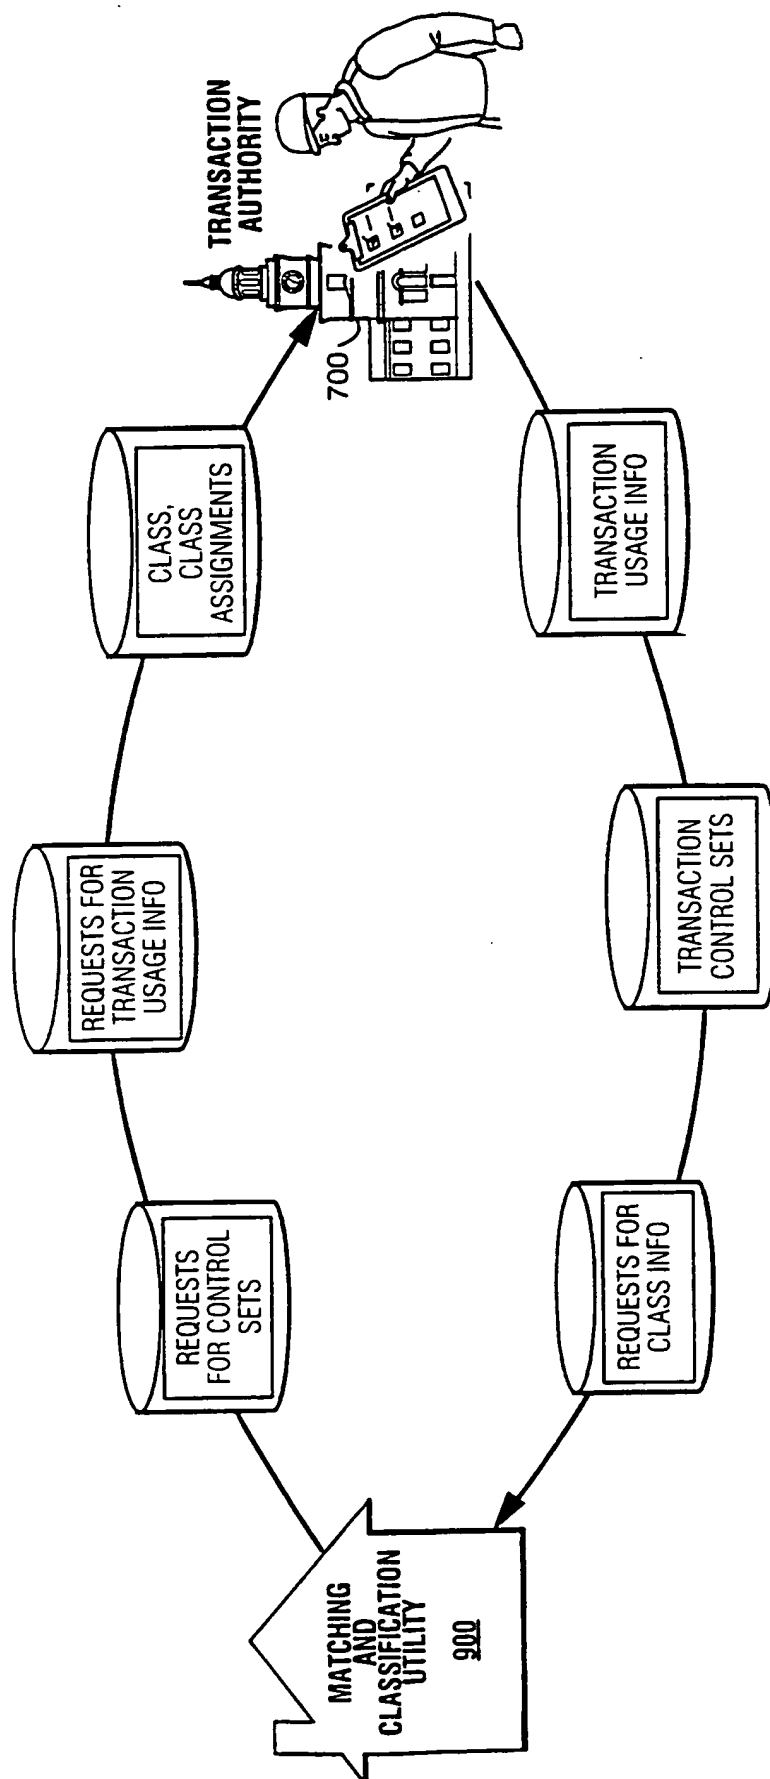 MATCHING
AND
CLASSIFICATION
UTILITY
900
REQUESTS
FOR CONTROL
SETS
REQUESTS FOR
TRANSACTION
USAGE INFO
CLASS,
CLASS
ASSIGNMENTS
TRANSACTION
AUTHORITY
700
REQUESTS FOR
CLASS INFO
TRANSACTION
CONTROL SETS
TRANSACTION
USAGE INFO